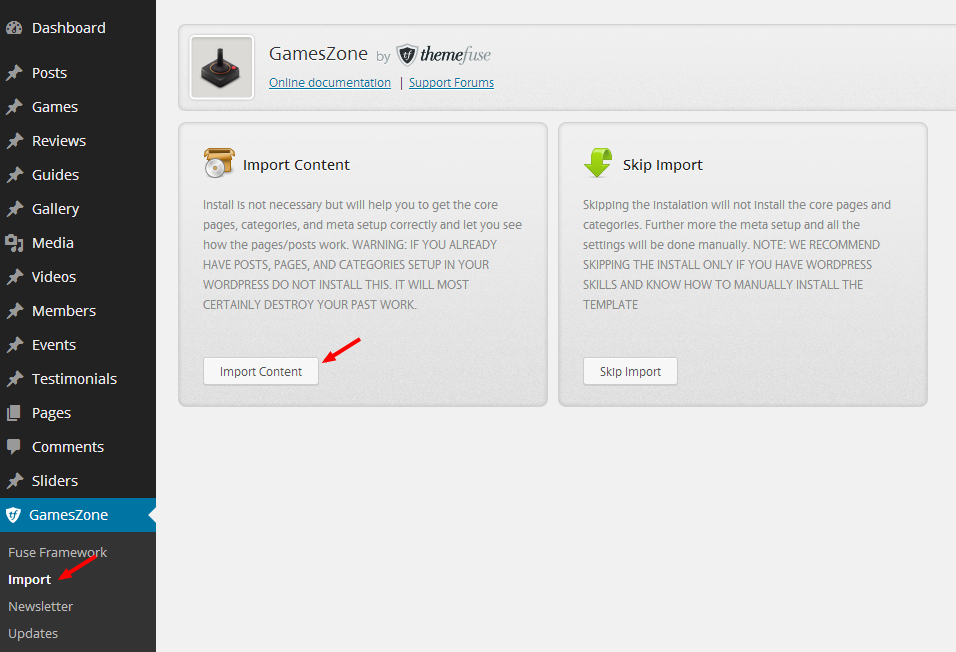 Dashboard
Posts
Games
Reviews
Guides
Gallery
Media
Videos
Members
Events
Testimonials
Pages
Comments
Sliders
GamesZone
Fuse Framework
Import
Newsletter
Updates
GamesZone by tf themefuse
Online documentation | Support Forums
Import Content
Install is not necessary but will help you to get the core
pages, categories, and meta setup correctly and let you see
how the pages/posts work. WARNING: IF YOU ALREADY
HAVE POSTS, PAGES, AND CATEGORIES SETUP IN YOUR
WORDPRESS DO NOT INSTALL THIS. IT WILL MOST
CERTAINLY DESTROY YOUR PAST WORK.
Import Content
Skip Import
Skipping the instalation will not install the core pages and
categories. Further more the meta setup and all the
settings will be done manually. NOTE: WE RECOMMEND
SKIPPING THE INSTALL ONLY IF YOU HAVE WORDPRESS
SKILLS AND KNOW HOW TO MANUALLY INSTALL THE
TEMPLATE
Skip Import